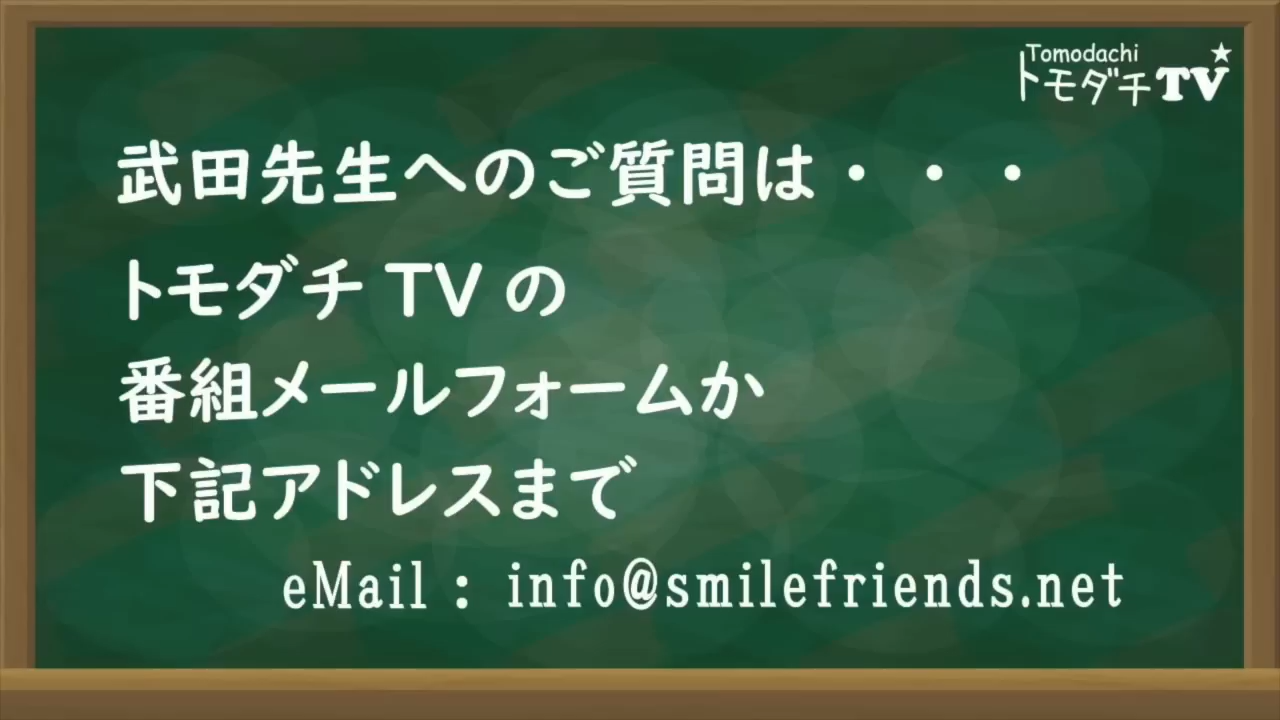 Tomodachi
トモダチTV
武田先生へのご質問は・・・
トモダチTVの
番組メールフォームか
下記アドレスまで
eMail：info@smilefriends.net